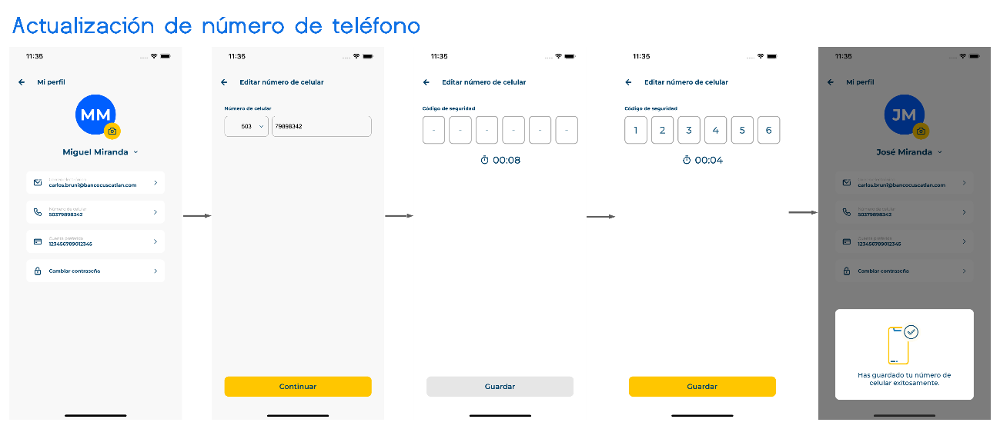 Actualización de número de teléfono
11:35
Mi perfil
MM
Miguel Miranda
Correo electrónico
carlos.bruni@bancocuscatlan.com
Número de celular
50379898342
Cuenta preferida
123456789012345
Cambiar contraseña
11:35
Editar número de celular
Número de celular
503 79898342
Continuar
11:35
Editar número de celular
Código de seguridad
- - - - - -
00:08
Guardar
11:35
Editar número de celular
Código de seguridad
1 2 3 4 5 6
00:04
Guardar
11:35
Mi perfil
JM
José Miranda
carlos.bruni@bancocuscatlan.com
Número de celular
50379898342
Cuenta preferida
123456789012345
Cambiar contraseña
Has guardado tu número de
celular exitosamente.